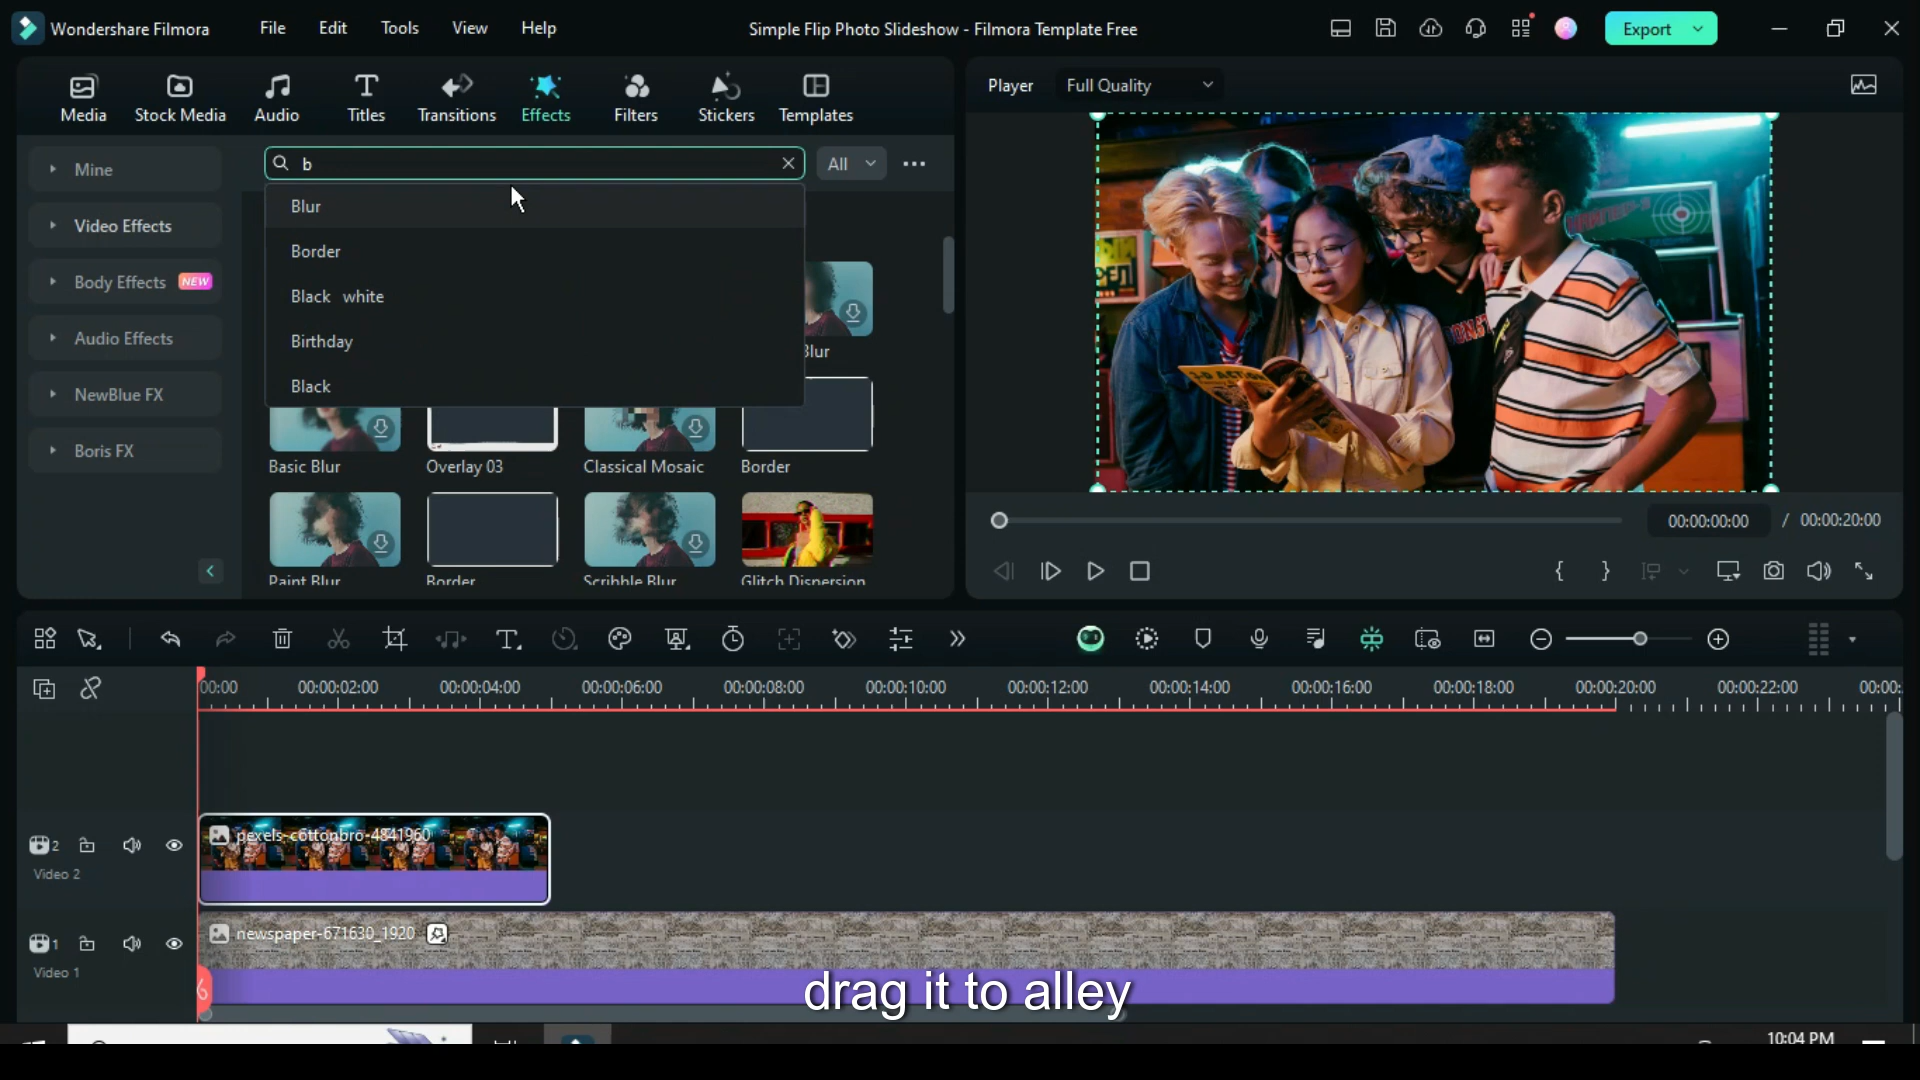 Wondershare Filmora
File
Edit
Tools
View
Help
Simple Flip Photo Slideshow - Filmora Template Free
Export
Media
Stock Media
Audio
Titles
Transitions
Effects
Filters
Stickers
Templates
Player
Full Quality
Mine
Video Effects
Body Effects NEW
Audio Effects
NewBlue FX
Boris FX
b
All
Blur
Border
Black white
Birthday
Black
Blur
Basic Blur
Overlay 03
Classical Mosaic
Border
Paint Blur
Border
Scribble Blur
Glitch Dispersion
00:00:00:00 / 00:00:20:00
00:00
00:00:02:00
00:00:04:00
00:00:06:00
00:00:08:00
00:00:10:00
00:00:12:00
00:00:14:00
00:00:16:00
00:00:18:00
00:00:20:00
00:00:22:00
00:00:
2
Video 2
pexels-cottonbro-4841960
1
Video 1
newspaper-671630_1920
drag it to alley
10:04 PM